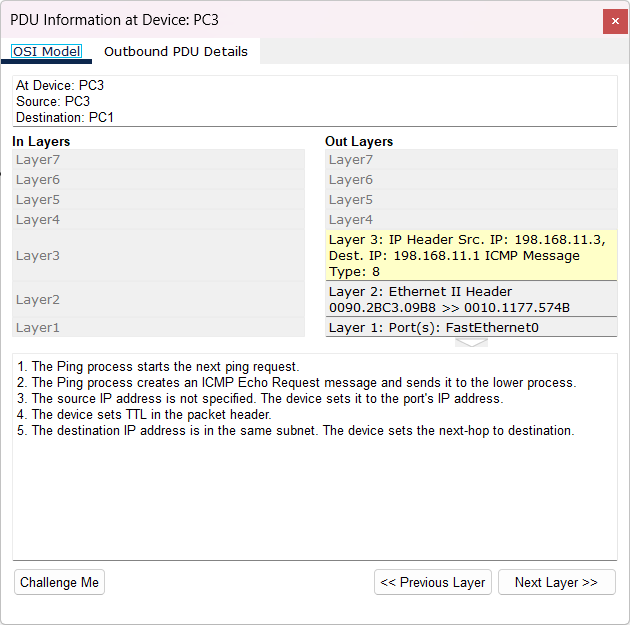 PDU Information at Device: PC3
OSI Model
Outbound PDU Details
At Device: PC3
Source: PC3
Destination: PC1
In Layers
Layer7
Layer6
Layer5
Layer4
Layer3
Layer2
Layer1
Out Layers
Layer7
Layer6
Layer5
Layer4
Layer 3: IP Header Src. IP: 198.168.11.3,
Dest. IP: 198.168.11.1 ICMP Message
Type: 8
Layer 2: Ethernet II Header
0090.2BC3.09B8 >> 0010.1177.574B
Layer 1: Port(s): FastEthernet0
1. The Ping process starts the next ping request.
2. The Ping process creates an ICMP Echo Request message and sends it to the lower process.
3. The source IP address is not specified. The device sets it to the port's IP address.
4. The device sets TTL in the packet header.
5. The destination IP address is in the same subnet. The device sets the next-hop to destination.
Challenge Me
<< Previous Layer
Next Layer >>